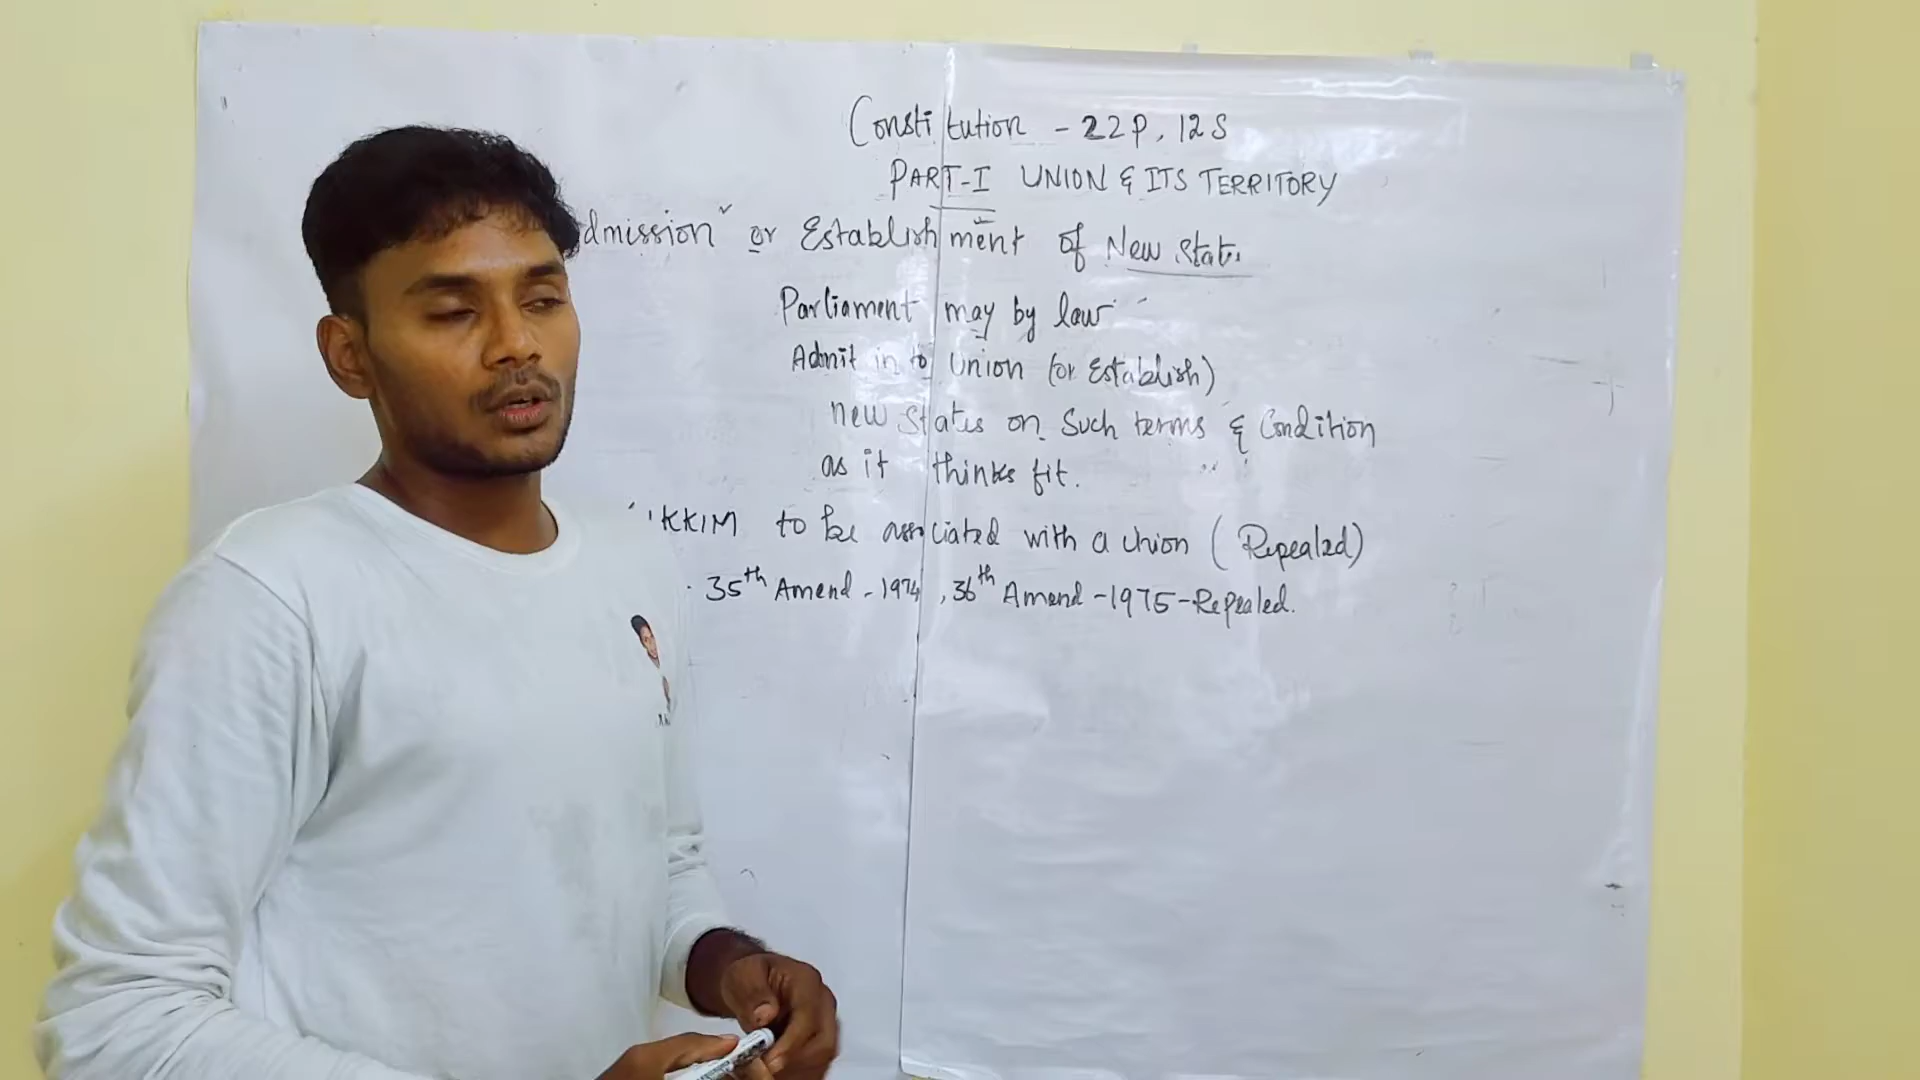 Constitution - 22P, 12S
PART-I UNION & ITS TERRITORY
dmission or Establishment of New State
Parliament may by law
Admit in to Union (or Establish)
new States on Such terms & Condition
as it thinks fit.
IKKIM to be associated with a Union (Repealed)
35th Amend - 1974, 36th Amend - 1975 - Repealed.